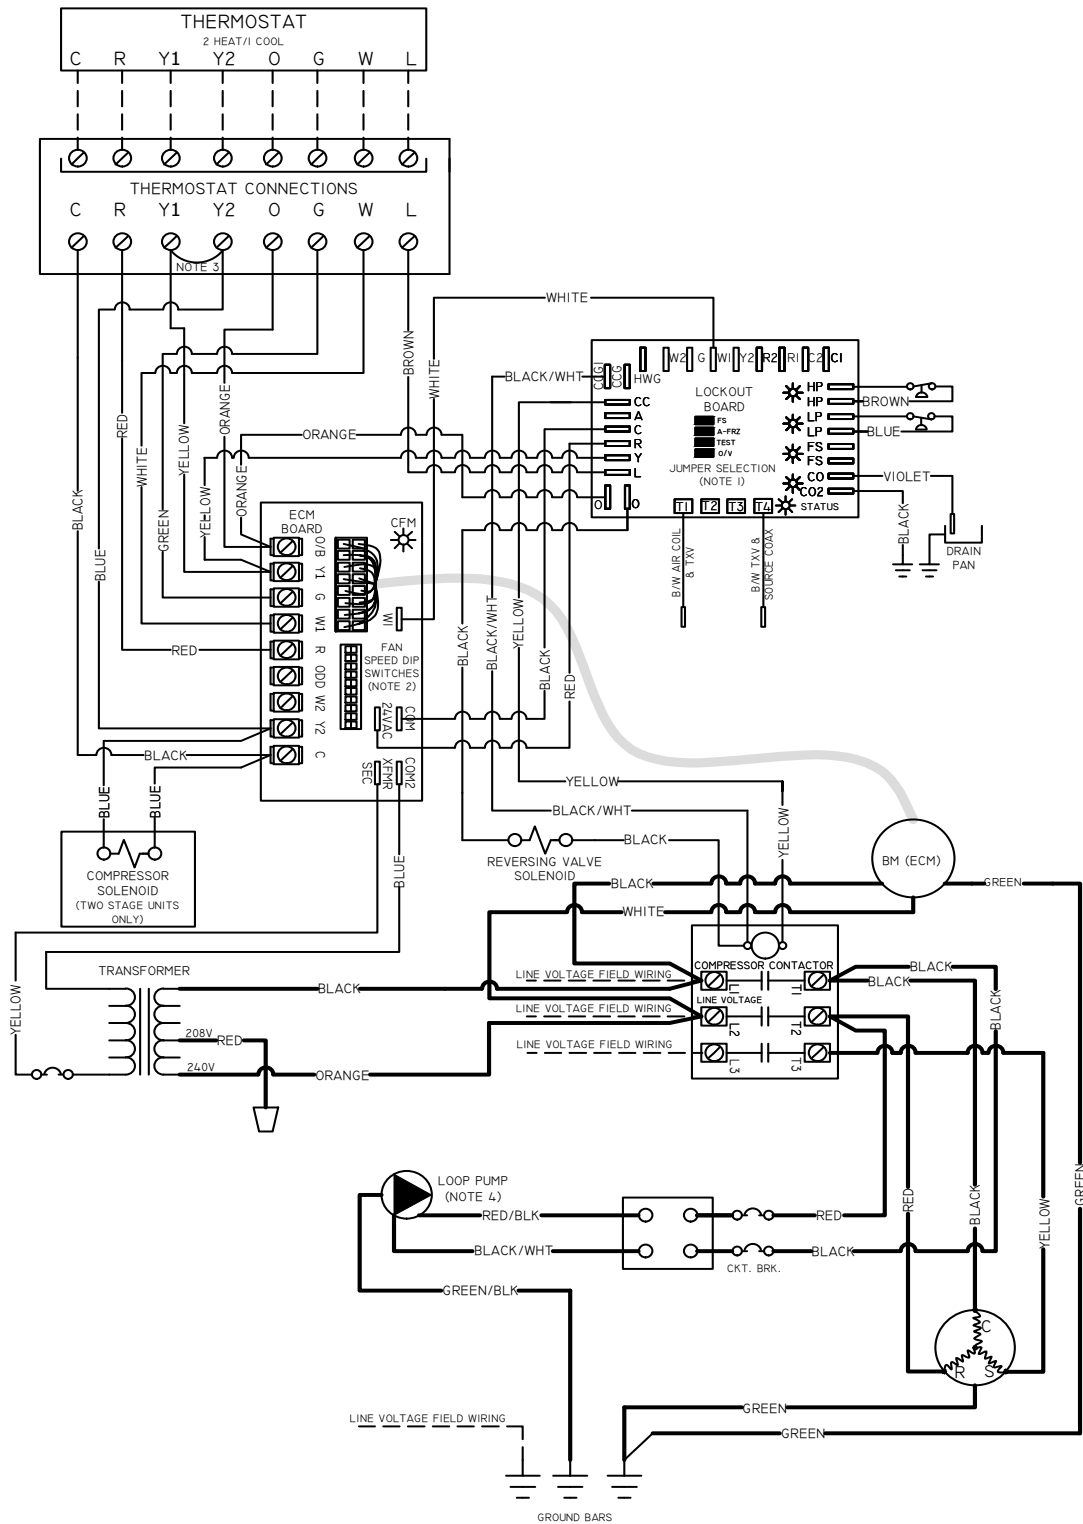 THERMOSTAT
2 HEAT/1 COOL
C R Y1 Y2 O G W L
THERMOSTAT CONNECTIONS
C R Y1 Y2 O G W L
NOTE 3
WHITE
BROWN
WHITE
BLACK/WHT
CCG1
CCG
HWG
W2 G W1 Y2 R2 R1 C2 C1
CC
A
C
R
Y
L
O
O
LOCKOUT
BOARD
FS
A-FRZ
TEST
O/V
JUMPER SELECTION
(NOTE 1)
T1 T2 T3 T4
HP
HP
LP
LP
FS
FS
CO
CO2
STATUS
BROWN
BLUE
VIOLET
BLACK
DRAIN
PAN
B/W AIR COIL
& TXV
B/W TXV &
SOURCE COAX
RED
WHITE
YELLOW
ORANGE
ORANGE
ORANGE
BLACK
BLUE
GREEN
YELLOW
ECM
BOARD
CFM
O/B
Y1
G
W1
R
ODD
W2
Y2
C
W1
FAN
SPEED DIP
SWITCHES
(NOTE 2)
24VAC
COM
SEC
XFMR
COM2
RED
BLACK
BLUE
BLUE
BLACK
BLACK/WHT
YELLOW
BLACK
RED
COMPRESSOR
SOLENOID
(TWO STAGE UNITS
ONLY)
YELLOW
BLACK/WHT
YELLOW
BLACK
REVERSING VALVE
SOLENOID
BLUE
BM (ECM)
BLACK
GREEN
WHITE
COMPRESSOR CONTACTOR
LINE VOLTAGE FIELD WIRING
L1
T1
LINE VOLTAGE
LINE VOLTAGE FIELD WIRING
L2
T2
LINE VOLTAGE FIELD WIRING
L3
T3
BLACK
BLACK
BLACK
TRANSFORMER
YELLOW
BLACK
208V
RED
240V
ORANGE
LOOP PUMP
(NOTE 4)
RED/BLK
BLACK/WHT
GREEN/BLK
RED
BLACK
CKT. BRK.
RED
BLACK
YELLOW
GREEN
C
R
S
GREEN
GREEN
LINE VOLTAGE FIELD WIRING
GROUND BARS